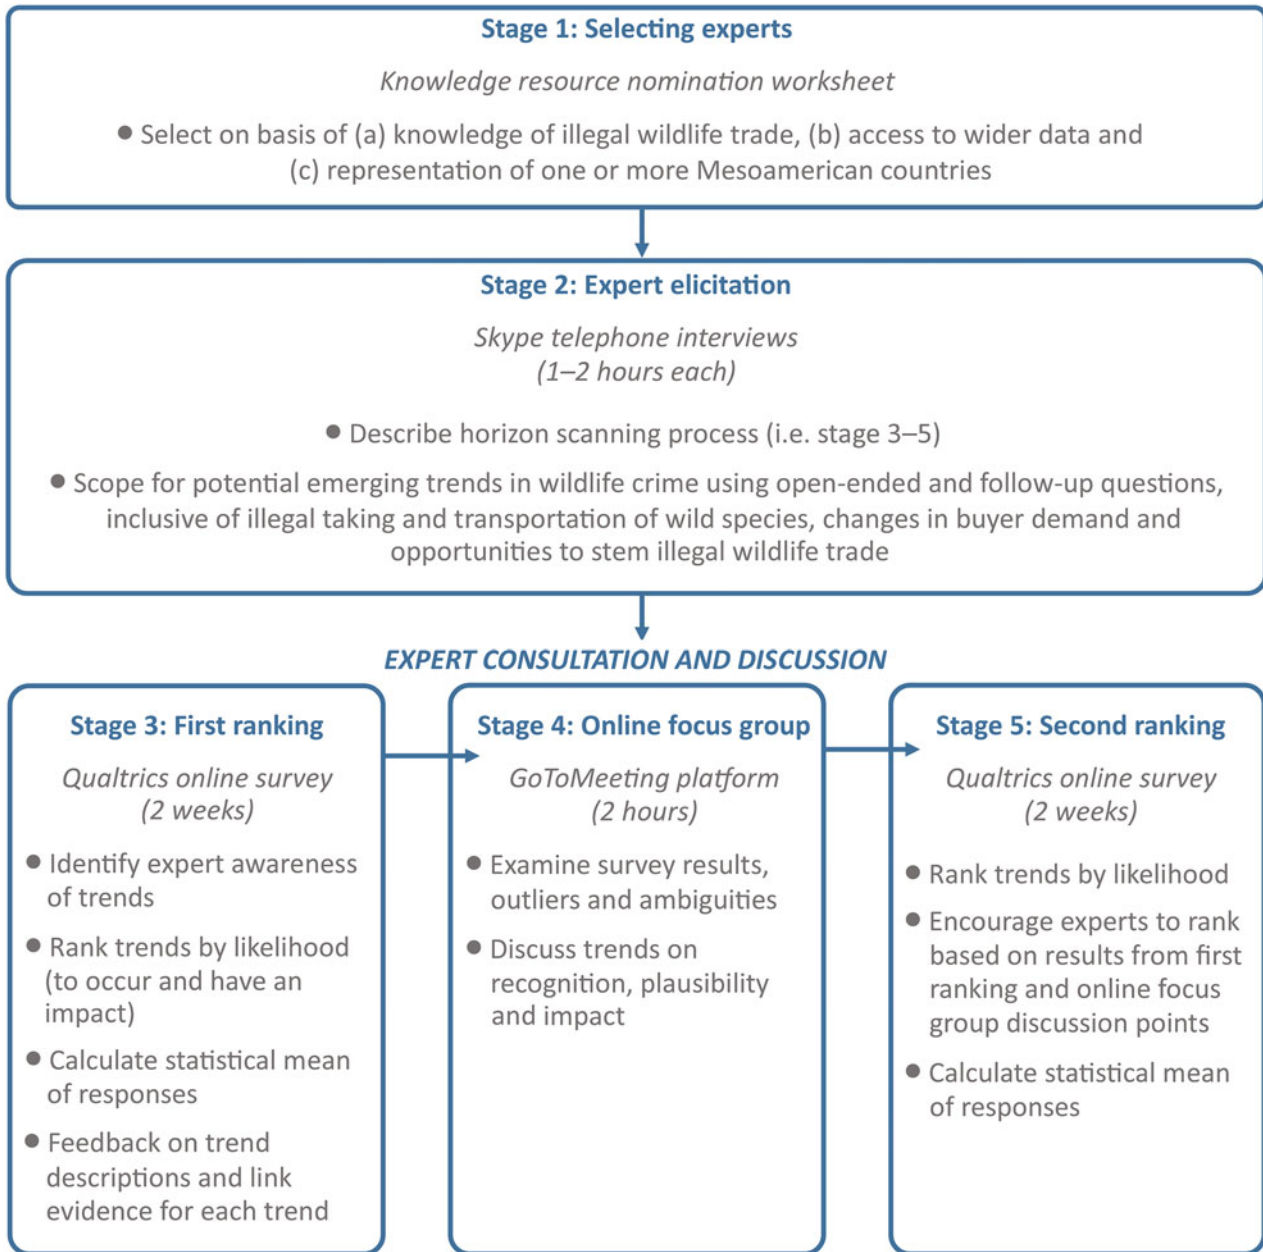 Stage 1: Selecting experts
Knowledge resource nomination worksheet
● Select on basis of (a) knowledge of illegal wildlife trade, (b) access to wider data and
(c) representation of one or more Mesoamerican countries
Stage 2: Expert elicitation
Skype telephone interviews
(1–2 hours each)
● Describe horizon scanning process (i.e. stage 3–5)
● Scope for potential emerging trends in wildlife crime using open-ended and follow-up questions,
inclusive of illegal taking and transportation of wild species, changes in buyer demand and
opportunities to stem illegal wildlife trade
EXPERT CONSULTATION AND DISCUSSION
Stage 3: First ranking
Qualtrics online survey
(2 weeks)
● Identify expert awareness
of trends
● Rank trends by likelihood
(to occur and have an
impact)
● Calculate statistical mean
of responses
● Feedback on trend
descriptions and link
evidence for each trend
Stage 4: Online focus group
GoToMeeting platform
(2 hours)
● Examine survey results,
outliers and ambiguities
● Discuss trends on
recognition, plausibility
and impact
Stage 5: Second ranking
Qualtrics online survey
(2 weeks)
● Rank trends by likelihood
● Encourage experts to rank
based on results from first
ranking and online focus
group discussion points
● Calculate statistical mean
of responses